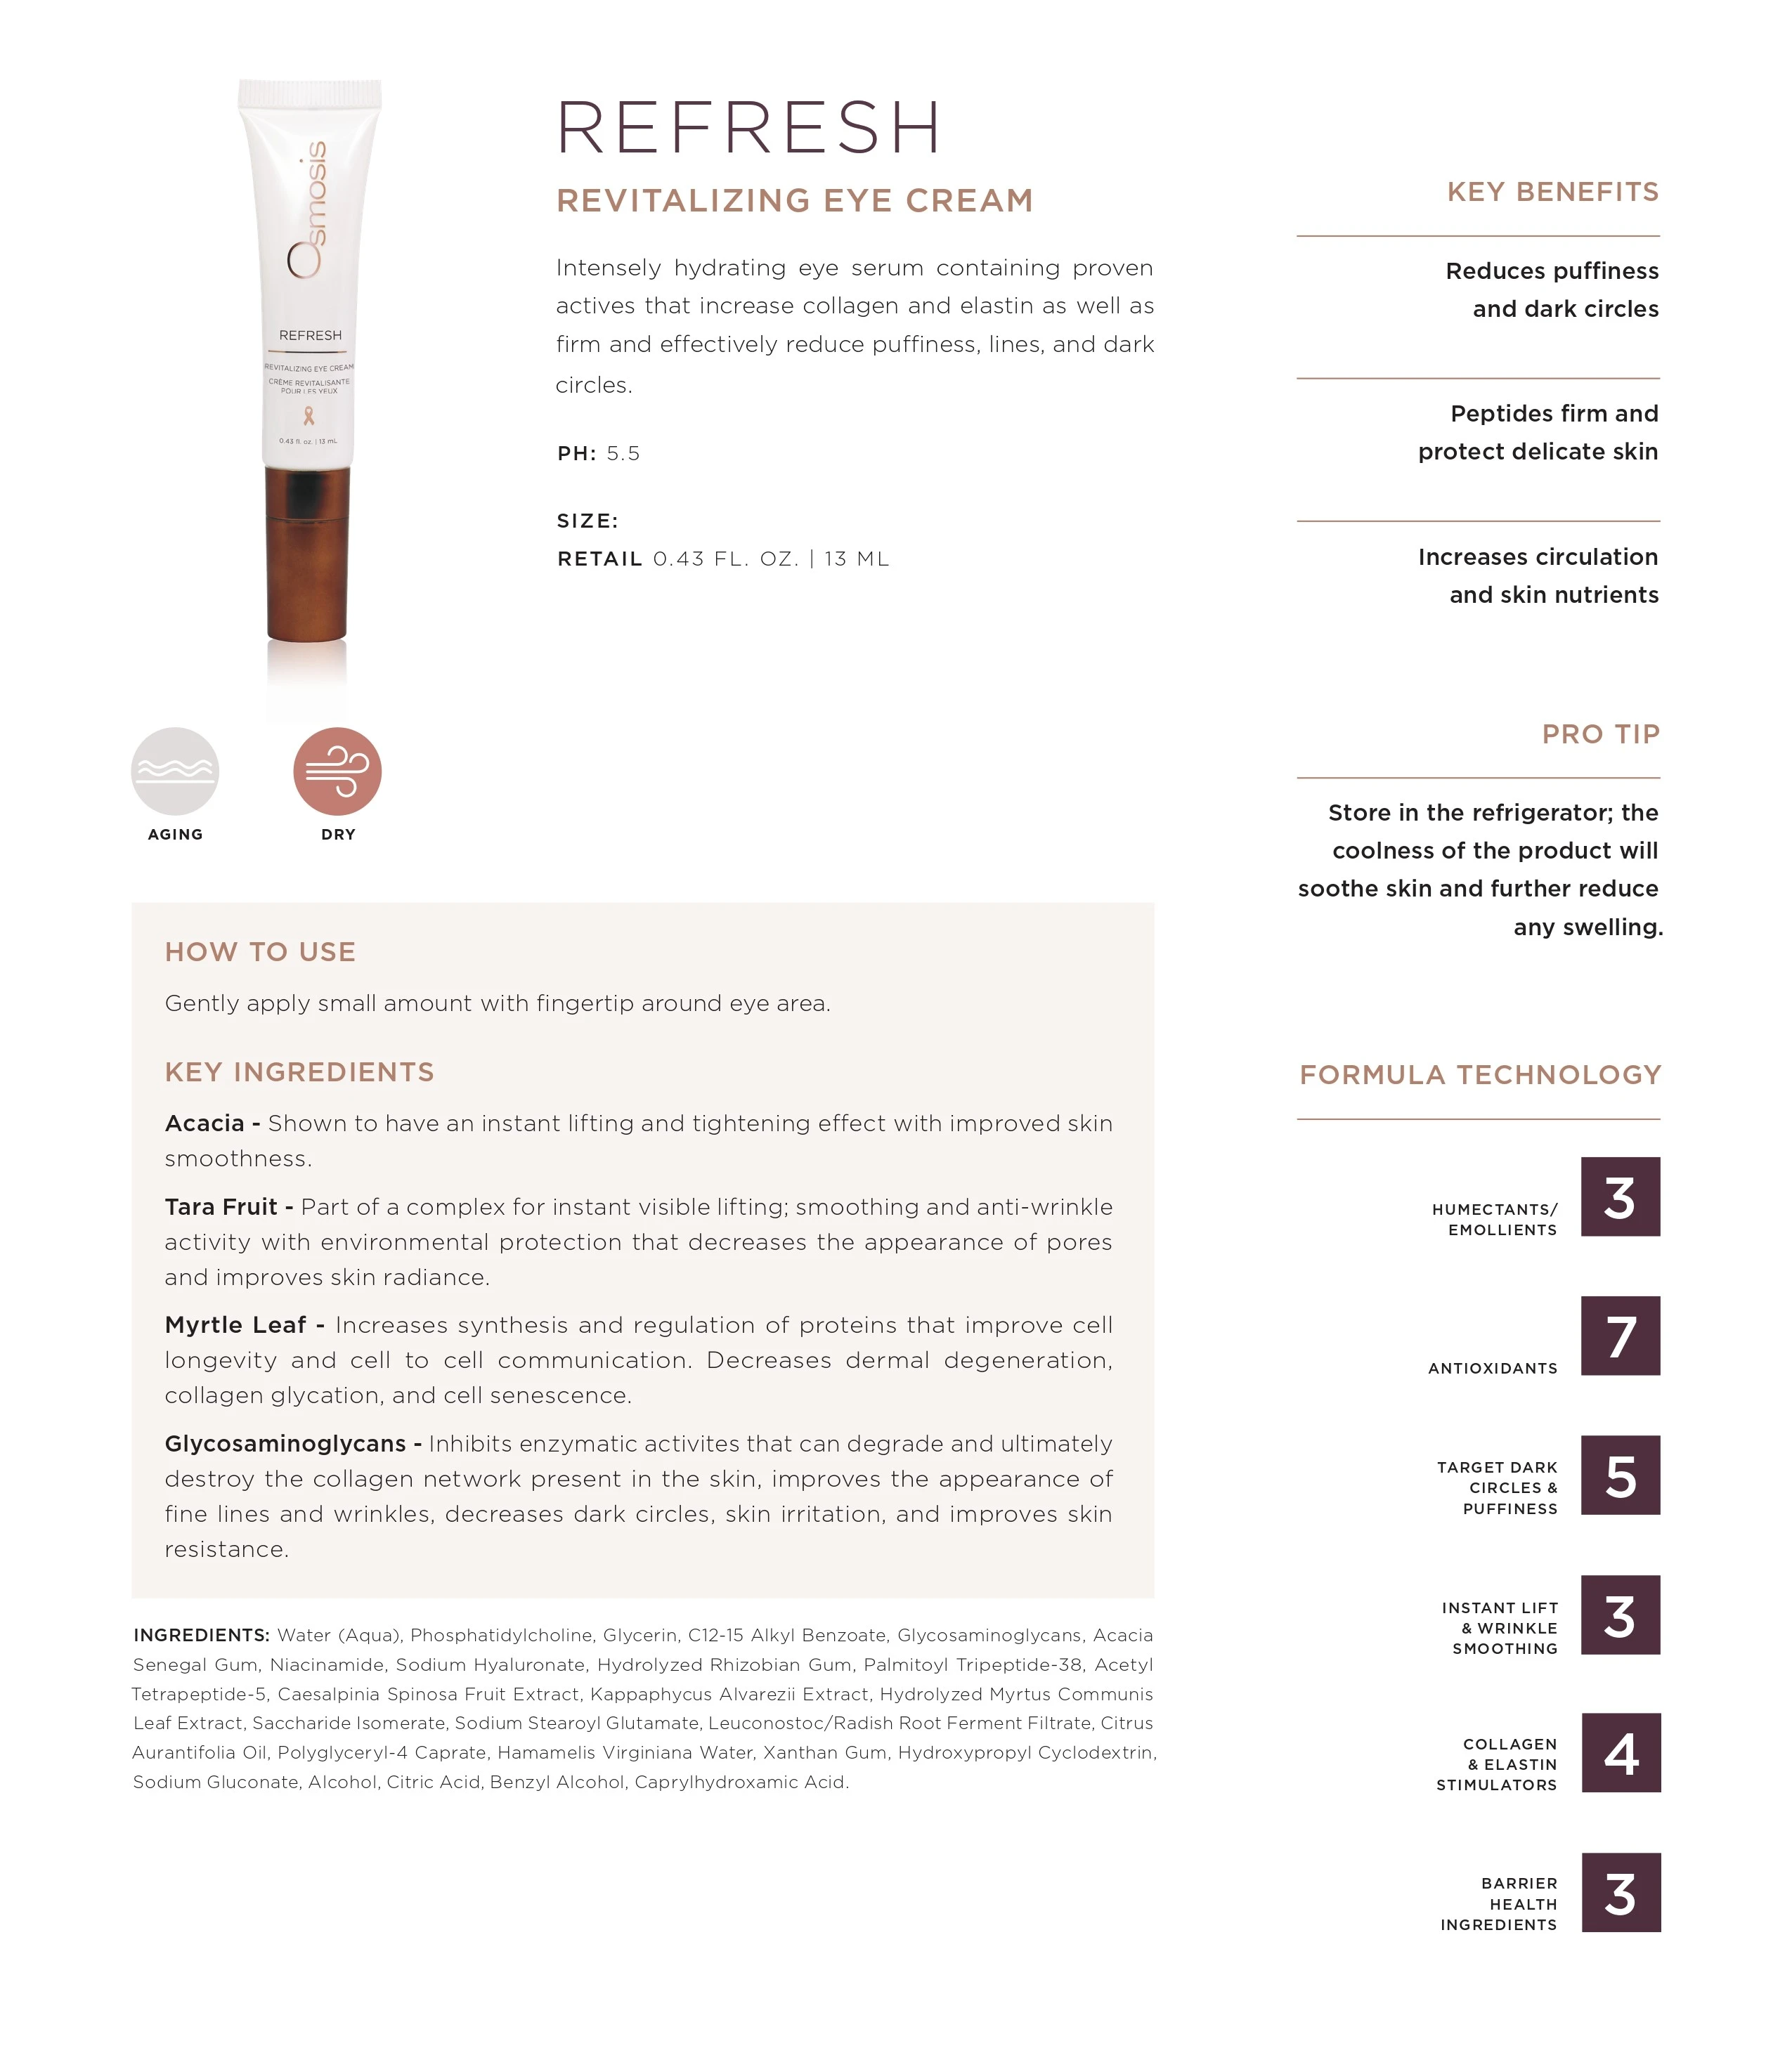 Osmosis
REFRESH
REVITALIZING EYE CREAM
CRÈME REVITALISANTE
POUR LES YEUX
0.43 fl. oz. | 13 mL
AGING
DRY
REFRESH
REVITALIZING EYE CREAM
Intensely hydrating eye serum containing proven
actives that increase collagen and elastin as well as
firm and effectively reduce puffiness, lines, and dark
circles.
PH: 5.5
SIZE:
RETAIL 0.43 FL. OZ. | 13 ML
HOW TO USE
Gently apply small amount with fingertip around eye area.
KEY INGREDIENTS
Acacia - Shown to have an instant lifting and tightening effect with improved skin
smoothness.
Tara Fruit - Part of a complex for instant visible lifting; smoothing and anti-wrinkle
activity with environmental protection that decreases the appearance of pores
and improves skin radiance.
Myrtle Leaf - Increases synthesis and regulation of proteins that improve cell
longevity and cell to cell communication. Decreases dermal degeneration,
collagen glycation, and cell senescence.
Glycosaminoglycans - Inhibits enzymatic activites that can degrade and ultimately
destroy the collagen network present in the skin, improves the appearance of
fine lines and wrinkles, decreases dark circles, skin irritation, and improves skin
resistance.
INGREDIENTS: Water (Aqua), Phosphatidylcholine, Glycerin, C12-15 Alkyl Benzoate, Glycosaminoglycans, Acacia
Senegal Gum, Niacinamide, Sodium Hyaluronate, Hydrolyzed Rhizobian Gum, Palmitoyl Tripeptide-38, Acetyl
Tetrapeptide-5, Caesalpinia Spinosa Fruit Extract, Kappaphycus Alvarezii Extract, Hydrolyzed Myrtus Communis
Leaf Extract, Saccharide Isomerate, Sodium Stearoyl Glutamate, Leuconostoc/Radish Root Ferment Filtrate, Citrus
Aurantifolia Oil, Polyglyceryl-4 Caprate, Hamamelis Virginiana Water, Xanthan Gum, Hydroxypropyl Cyclodextrin,
Sodium Gluconate, Alcohol, Citric Acid, Benzyl Alcohol, Caprylhydroxamic Acid.
KEY BENEFITS
Reduces puffiness
and dark circles
Peptides firm and
protect delicate skin
Increases circulation
and skin nutrients
PRO TIP
Store in the refrigerator; the
coolness of the product will
soothe skin and further reduce
any swelling.
FORMULA TECHNOLOGY
HUMECTANTS/
EMOLLIENTS
3
ANTIOXIDANTS
7
TARGET DARK
CIRCLES &
PUFFINESS
5
INSTANT LIFT
& WRINKLE
SMOOTHING
3
COLLAGEN
& ELASTIN
STIMULATORS
4
BARRIER
HEALTH
INGREDIENTS
3